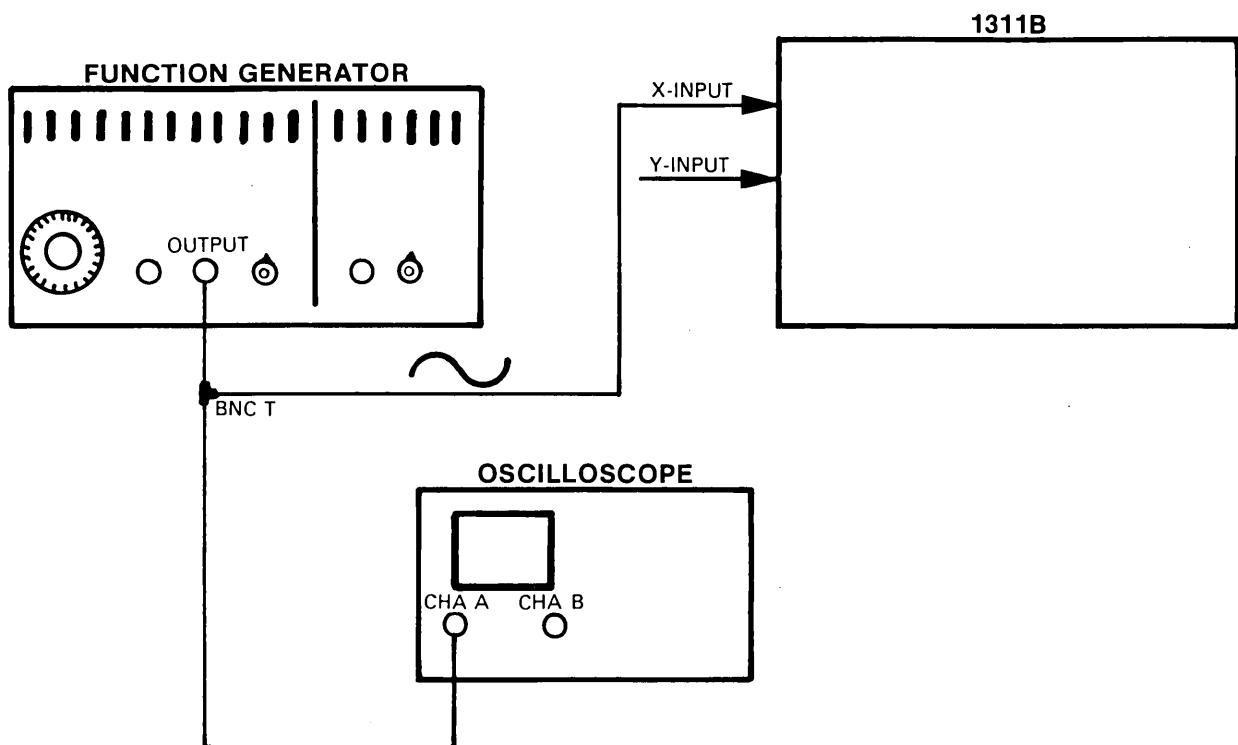 1311B
FUNCTION GENERATOR
X-INPUT
Y-INPUT
OUTPUT
BNC T
OSCILLOSCOPE
CHA A CHA B